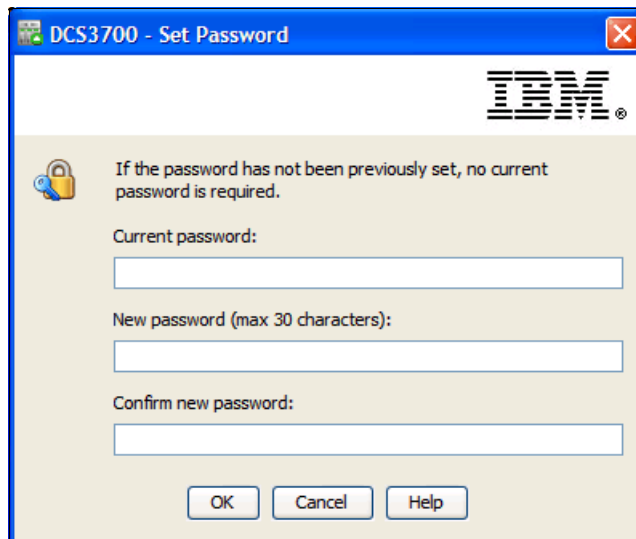 DCS3700 - Set Password
IBM®
If the password has not been previously set, no current
password is required.
Current password:
New password (max 30 characters):
Confirm new password:
OK Cancel Help